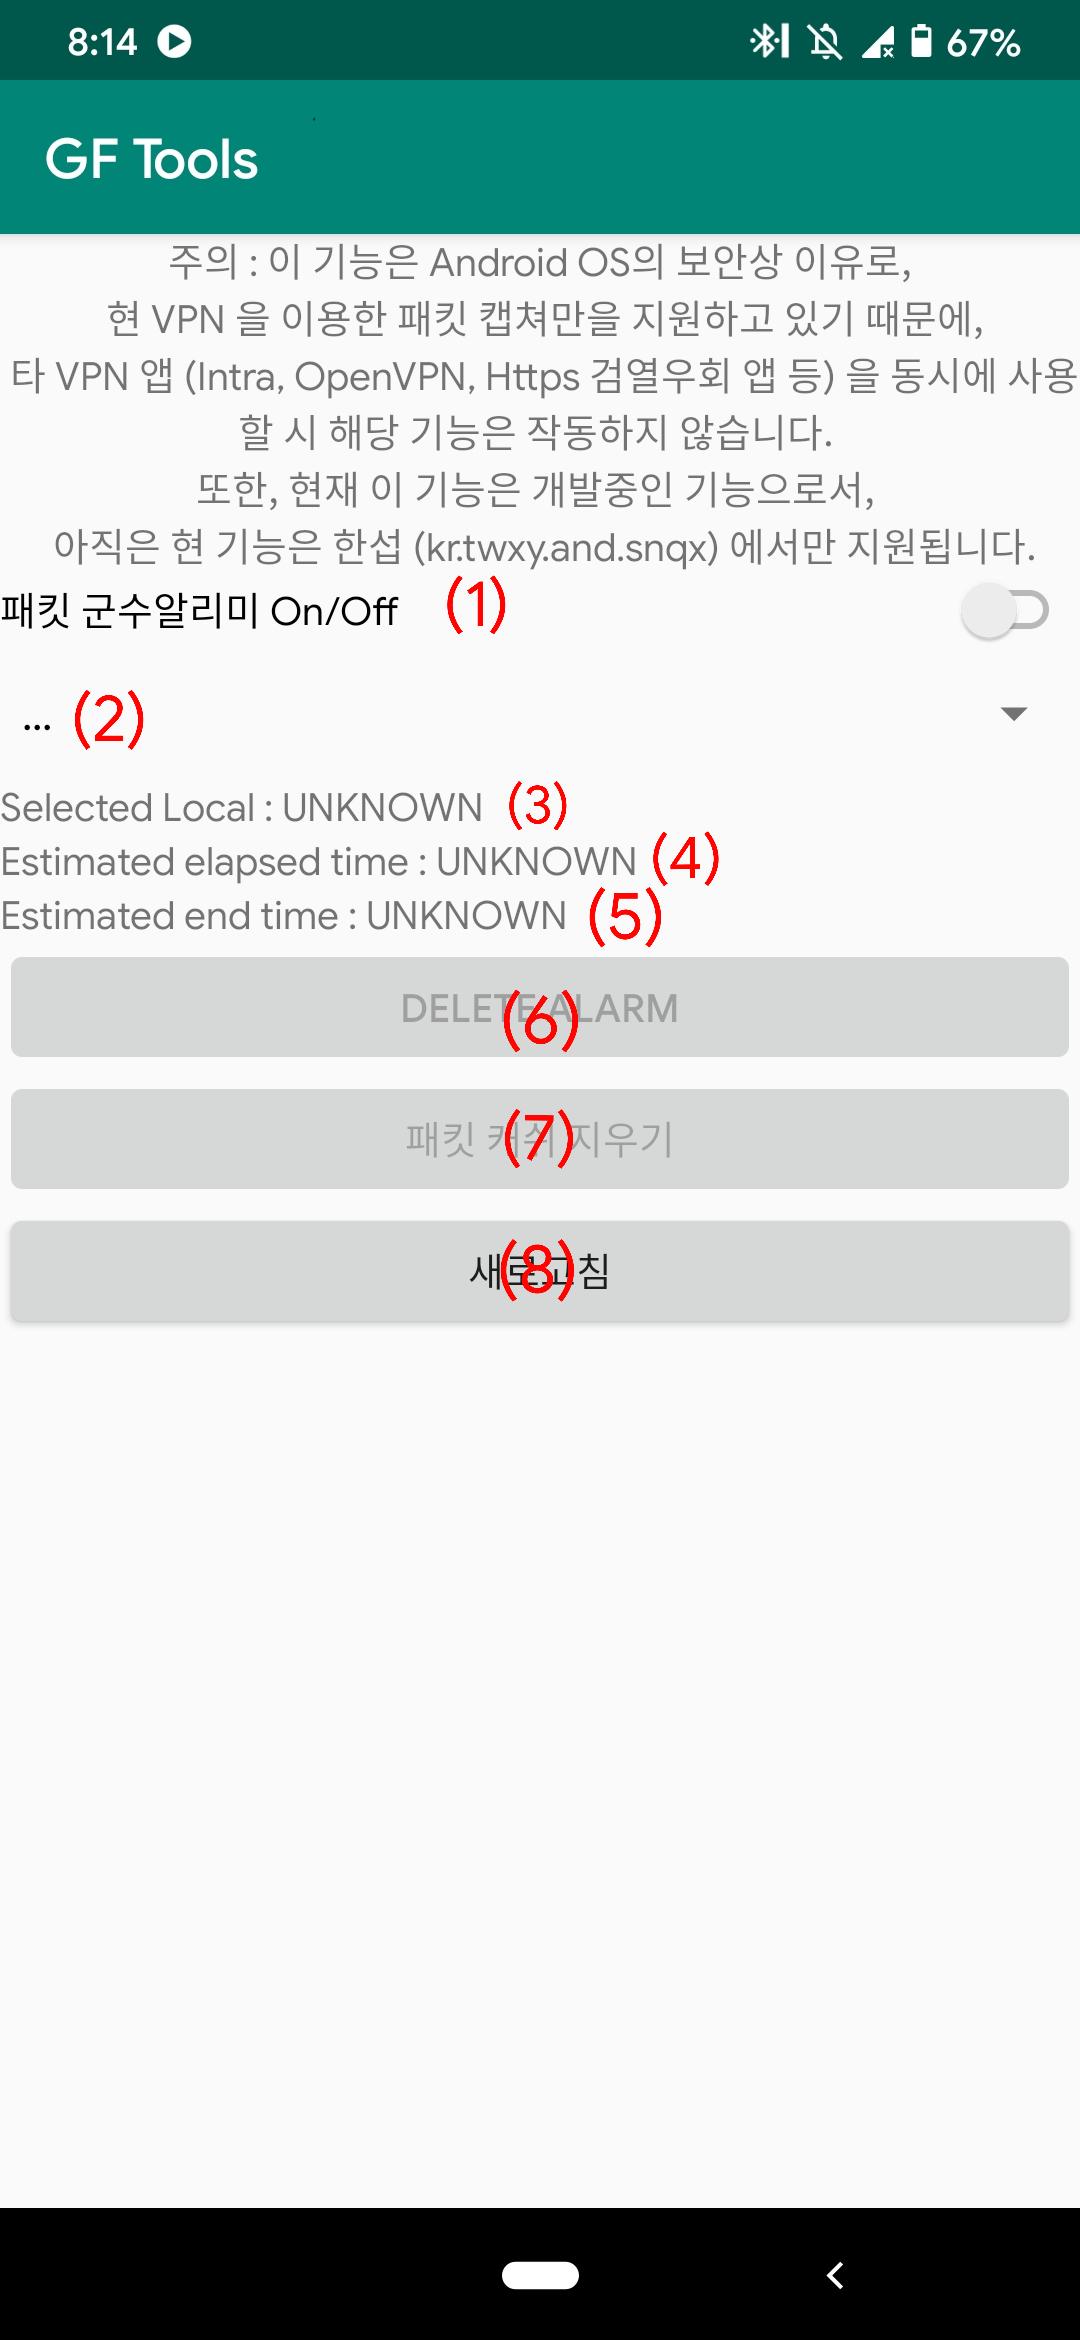 8:14 67%
GF Tools
주의 : 이 기능은 Android OS의 보안상 이유로,
현 VPN 을 이용한 패킷 캡쳐만을 지원하고 있기 때문에,
타 VPN 앱 (Intra, OpenVPN, Https 검열우회 앱 등) 을 동시에 사용
할 시 해당 기능은 작동하지 않습니다.
또한, 현재 이 기능은 개발중인 기능으로서,
아직은 현 기능은 한섭 (kr.twxy.and.snqx) 에서만 지원됩니다.
패킷 군수알리미 On/Off (1)
... (2)
Selected Local : UNKNOWN (3)
Estimated elapsed time : UNKNOWN (4)
Estimated end time : UNKNOWN (5)
DELETE ALARM (6)
패킷 캐쉬 지우기 (7)
새로고침 (8)